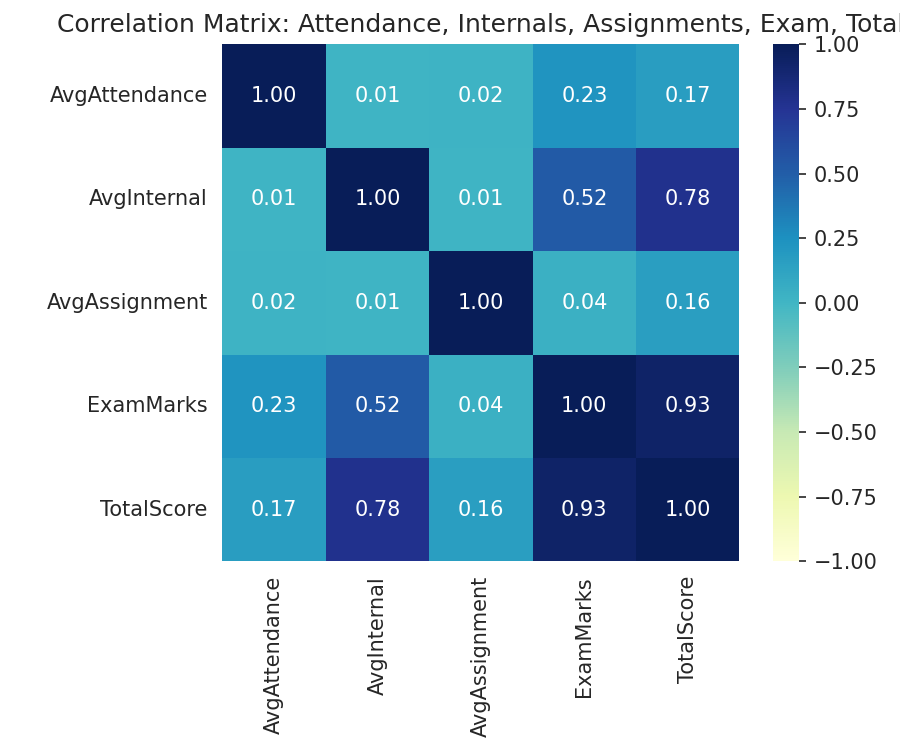 Correlation Matrix: Attendance, Internals, Assignments, Exam, Total
1.00
AvgAttendance 1.00 0.01 0.02 0.23 0.17
0.75
AvgInternal 0.01 1.00 0.01 0.52 0.78
0.50
0.25
AvgAssignment 0.02 0.01 1.00 0.04 0.16
0.00
−0.25
ExamMarks 0.23 0.52 0.04 1.00 0.93
−0.50
TotalScore 0.17 0.78 0.16 0.93 1.00
−0.75
−1.00
AvgAttendance
AvgInternal
AvgAssignment
ExamMarks
TotalScore